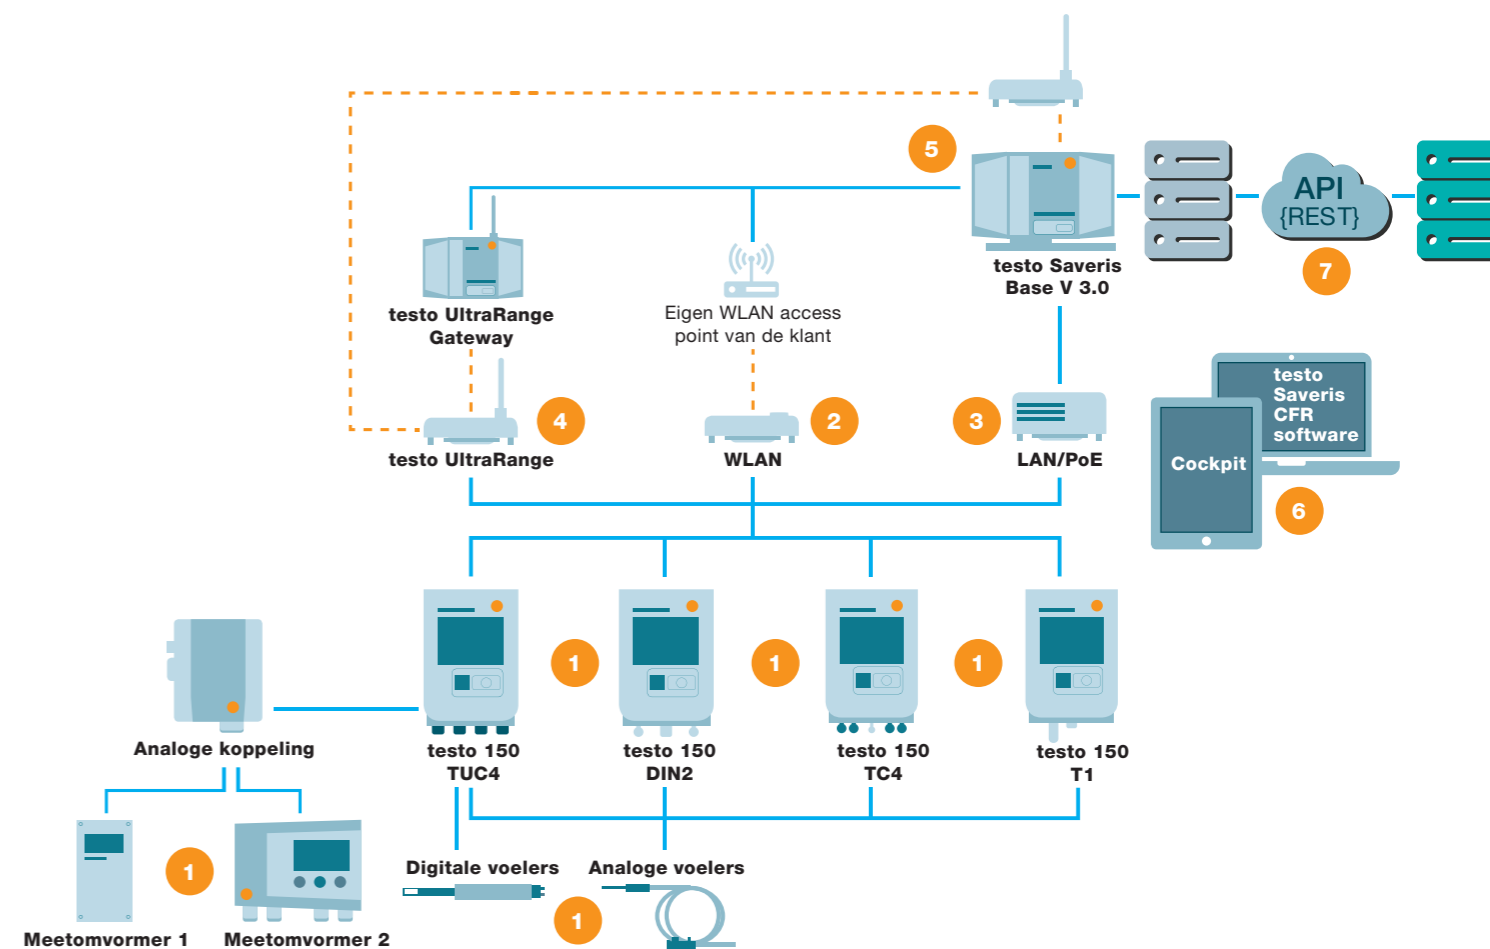 5
API
{REST}
7
testo Saveris
Base V 3.0
testo UltraRange
Gateway
Eigen WLAN access
point van de klant
testo
Saveris
CFR
software
Cockpit
6
4
2
3
testo UltraRange
WLAN
LAN/PoE
1
1
1
Analoge koppeling
testo 150
TUC4
testo 150
DIN2
testo 150
TC4
testo 150
T1
1
Digitale voelers
Analoge voelers
1
Meetomvormer 1
Meetomvormer 2